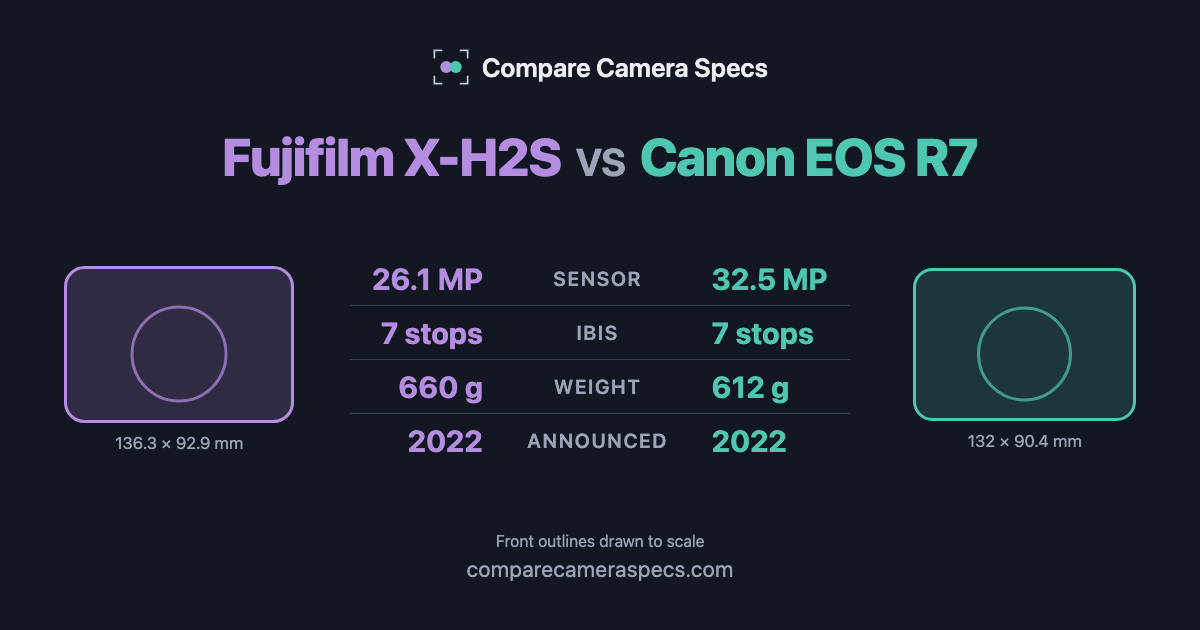 Compare Camera Specs
Fujifilm X-H2S vs Canon EOS R7
26.1 MP SENSOR 32.5 MP
7 stops IBIS 7 stops
660 g WEIGHT 612 g
2022 ANNOUNCED 2022
136.3 × 92.9 mm
132 × 90.4 mm
Front outlines drawn to scale
comparecameraspecs.com